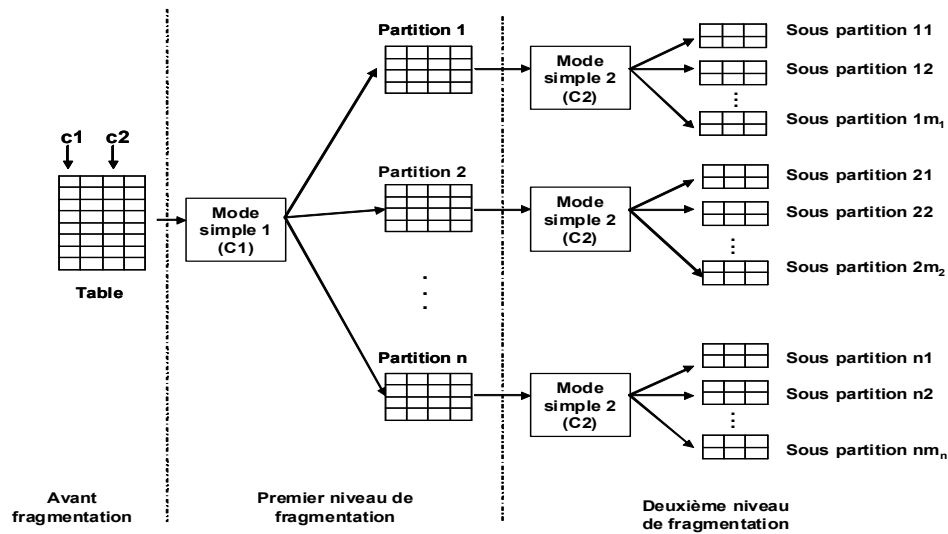 c1 c2
Table
Mode
simple 1
(C1)
Partition 1
Partition 2
Partition n
Mode
simple 2
(C2)
Mode
simple 2
(C2)
Mode
simple 2
(C2)
Sous partition 11
Sous partition 12
Sous partition 1m₁
Sous partition 21
Sous partition 22
Sous partition 2m₂
Sous partition n1
Sous partition n2
Sous partition nmₙ
Avant
fragmentation
Premier niveau de
fragmentation
Deuxième niveau
de fragmentation